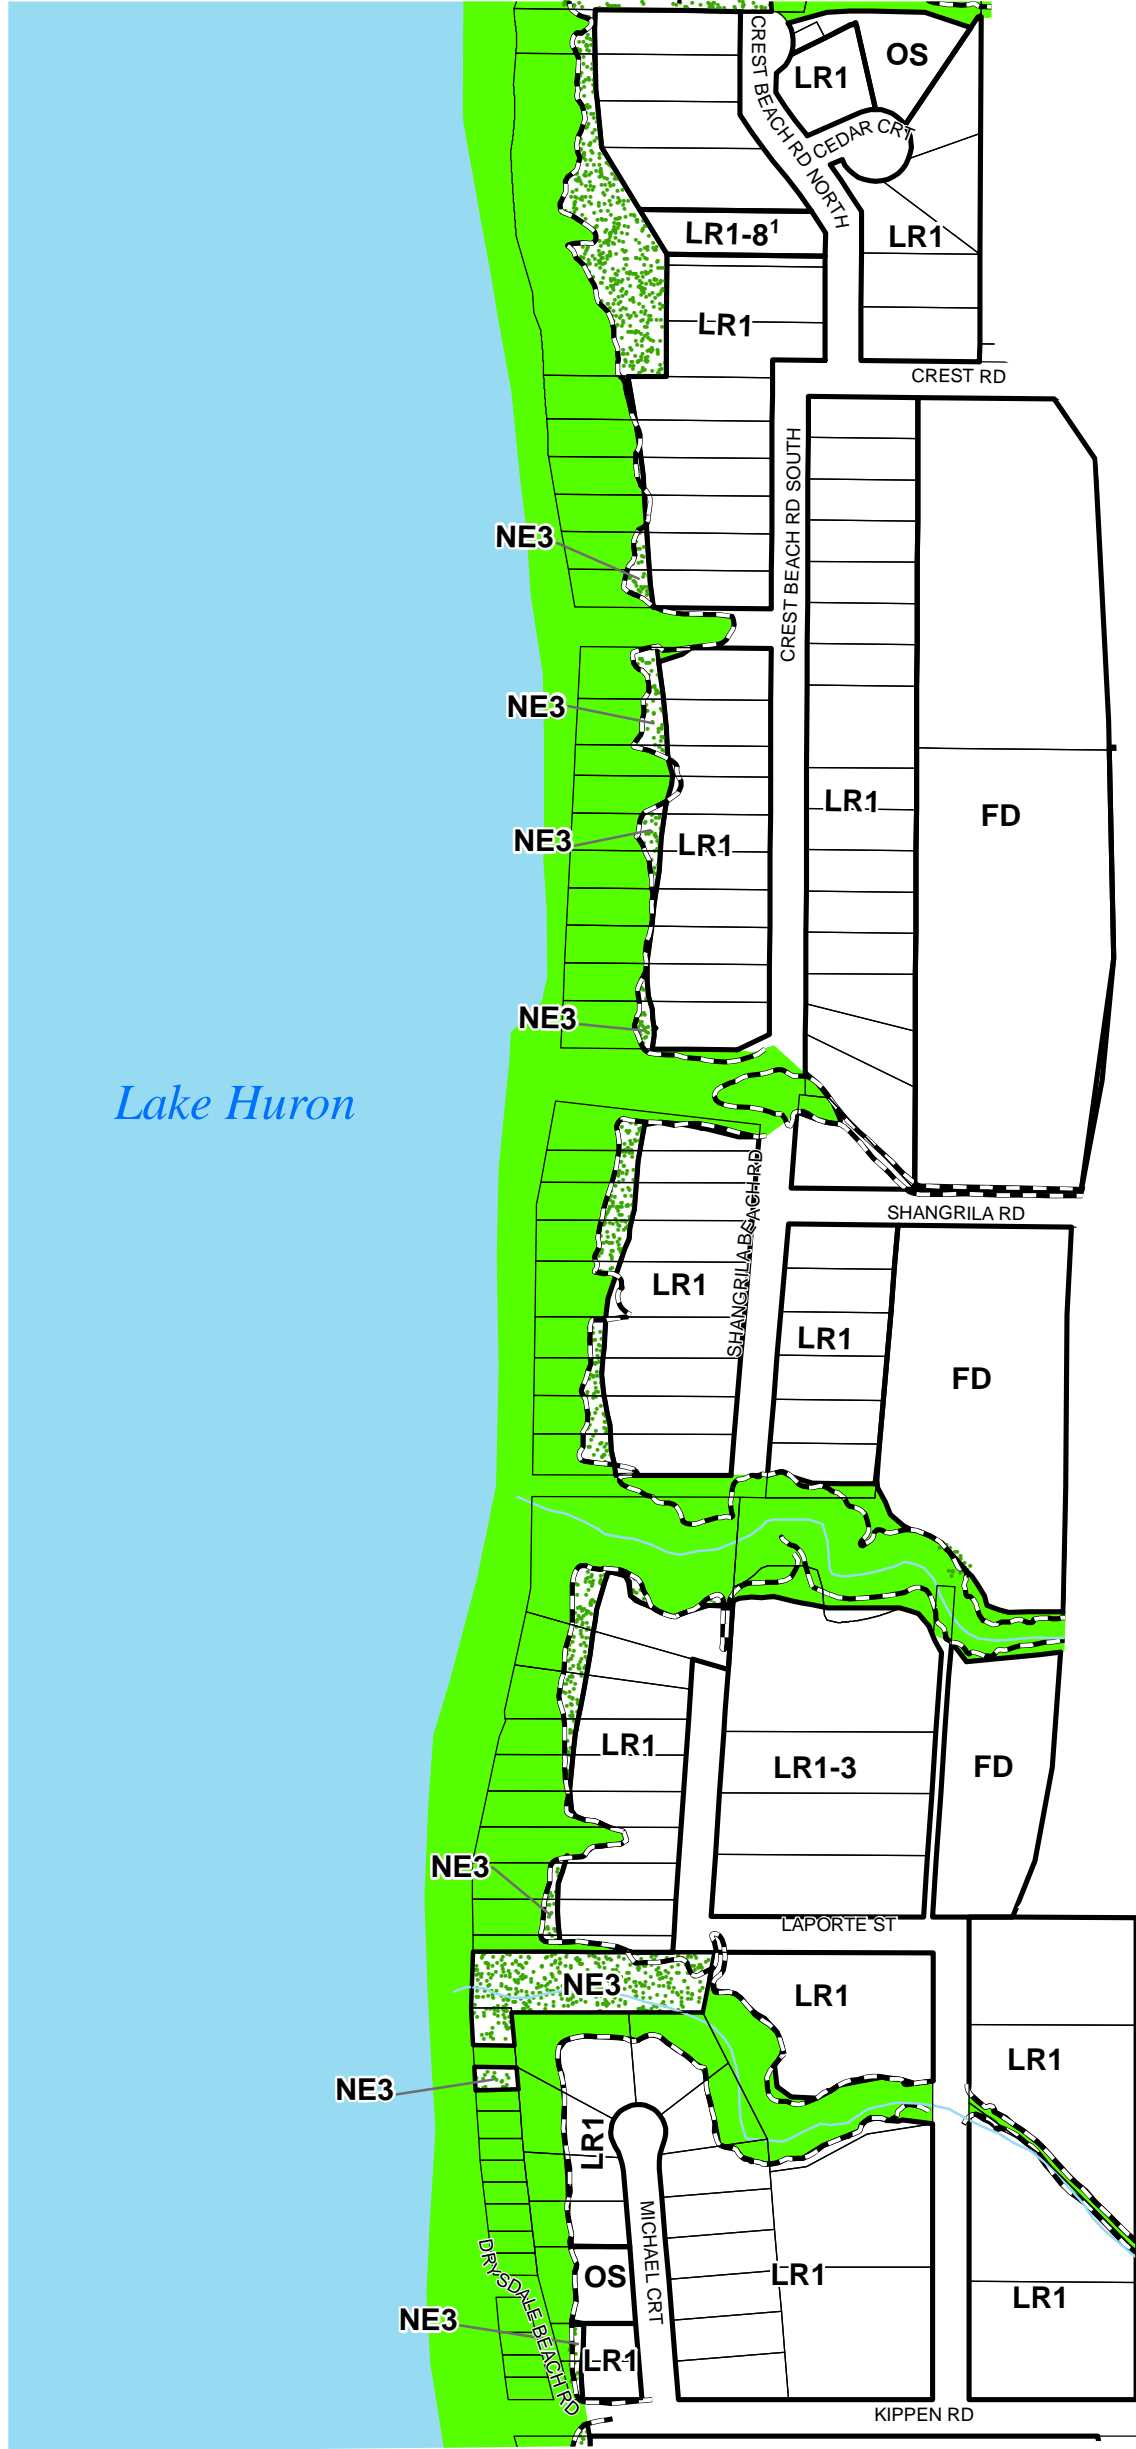 CREST BEACH RD NORTH
OS
LR1
CEDAR CRT
LR1-8¹
LR1
LR1
CREST RD
CREST BEACH RD SOUTH
NE3
NE3
LR1
FD
NE3
LR1
NE3
Lake Huron
SHANGRILA BEACH RD
SHANGRILA RD
LR1
LR1
FD
LR1
LR1-3
FD
NE3
LAPORTE ST
NE3
LR1
LR1
NE3
LR1
MICHAEL CRT
DRYSDALE BEACH RD
OS
LR1
LR1
NE3
LR1
KIPPEN RD